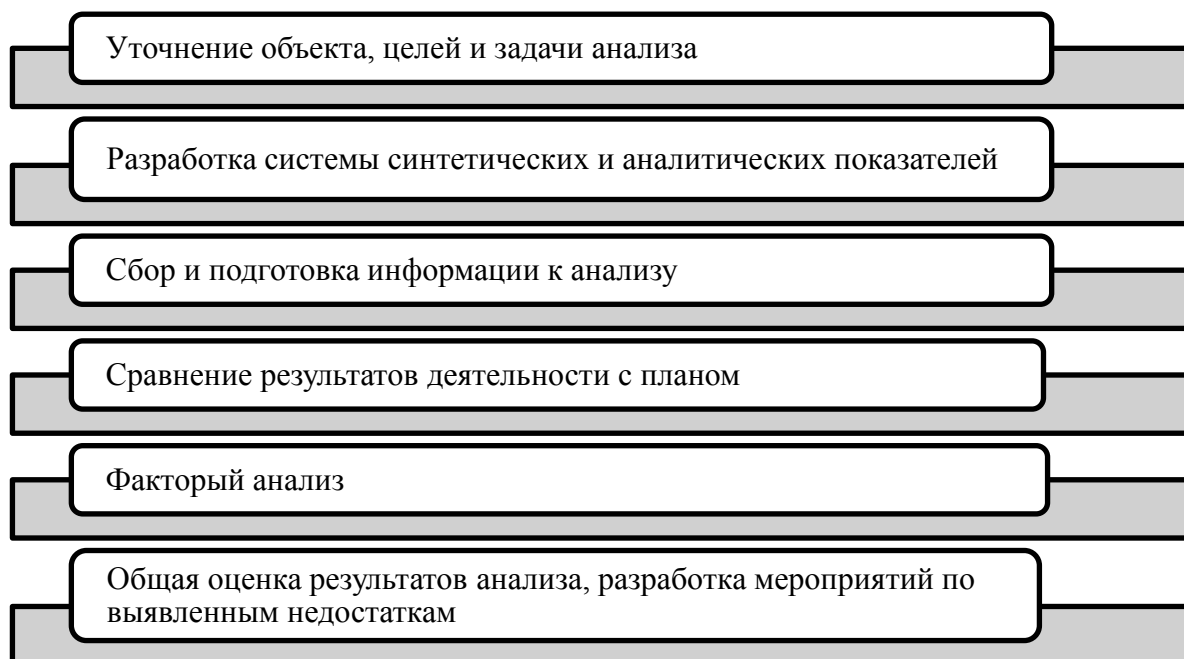 Уточнение объекта, целей и задачи анализа
Разработка системы синтетических и аналитических показателей
Сбор и подготовка информации к анализу
Сравнение результатов деятельности с планом
Факторый анализ
Общая оценка результатов анализа, разработка мероприятий по
выявленным недостаткам